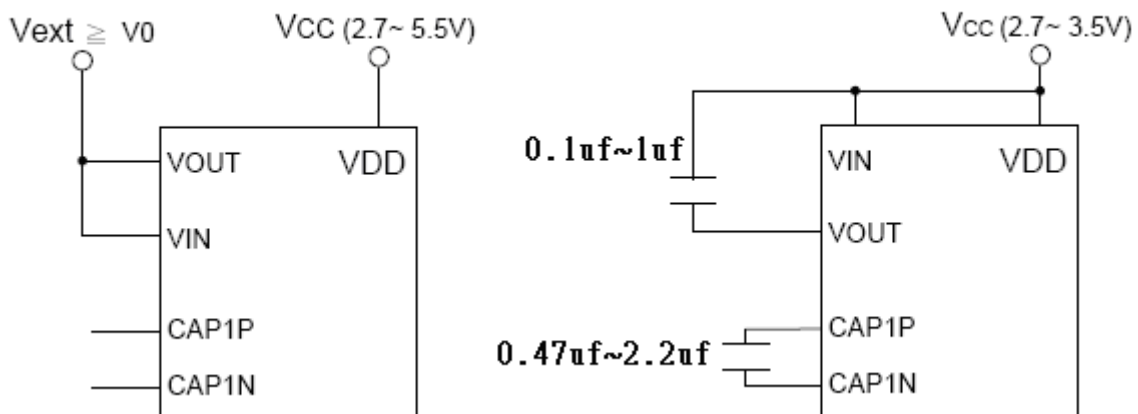 Vext ≧ V0
VCC (2.7~ 5.5V)
VOUT
VDD
VIN
CAP1P
CAP1N
VCC (2.7~ 3.5V)
0.1uf~1uf
VIN
VDD
VOUT
0.47uf~2.2uf
CAP1P
CAP1N